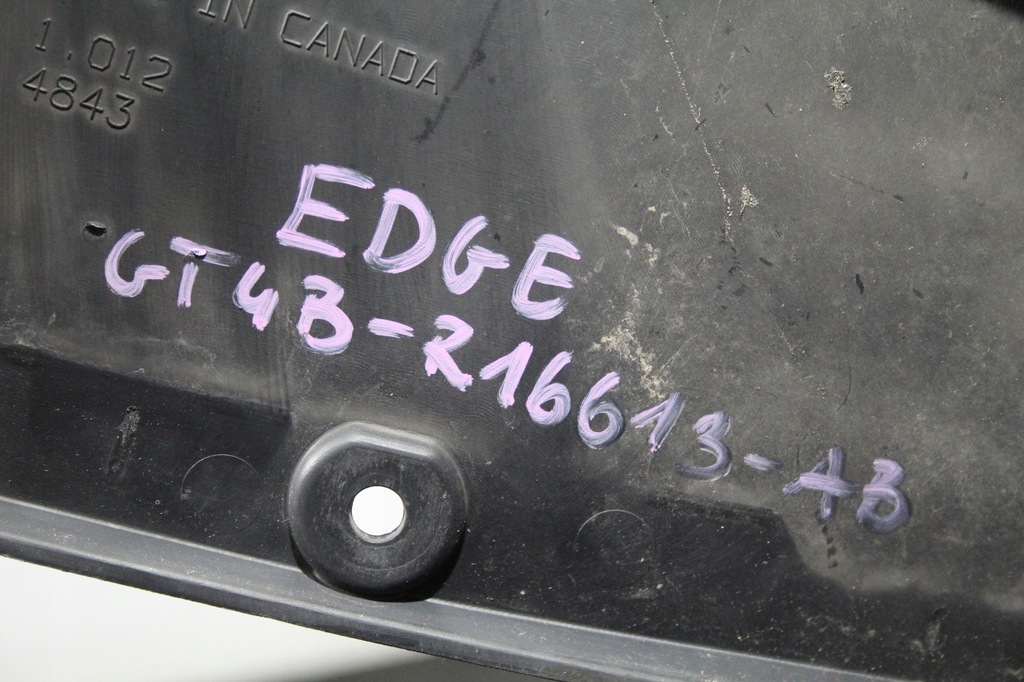 IN CANADA
1.012
4843
EDGE
GT4B-R16613-AB